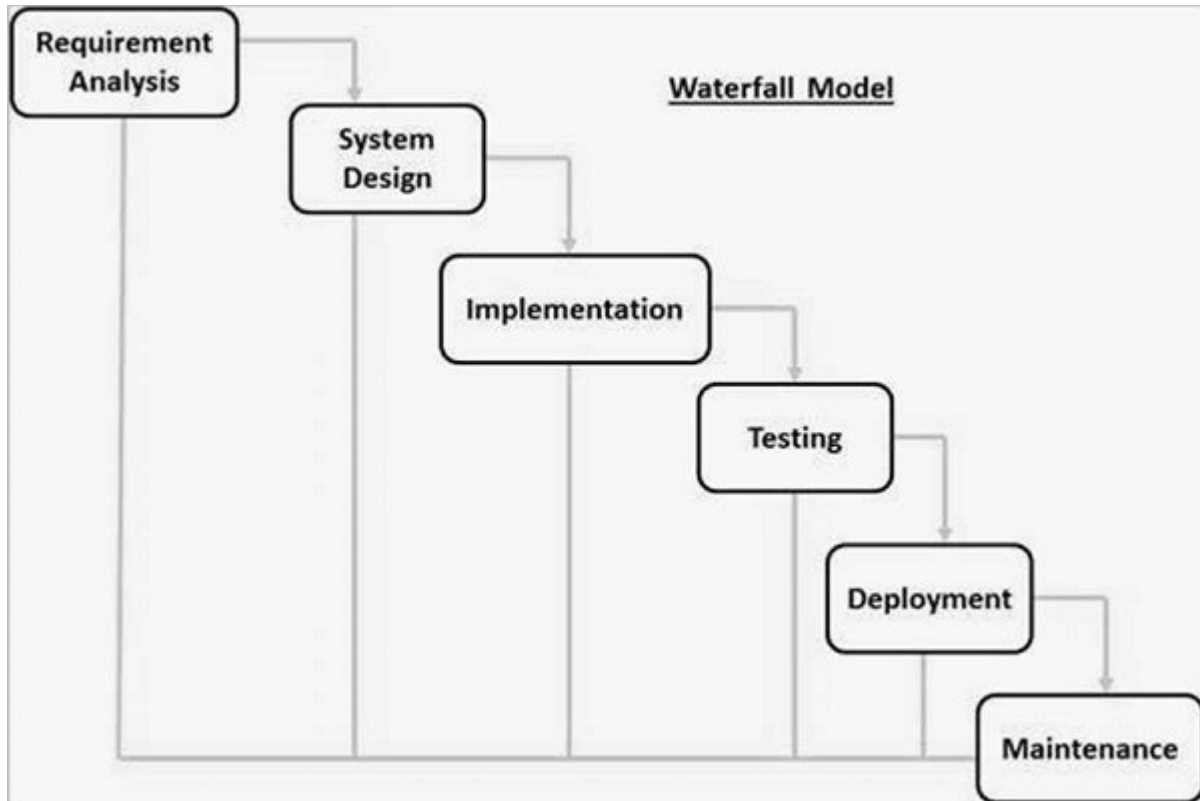 Requirement
Analysis
Waterfall Model
System
Design
Implementation
Testing
Deployment
Maintenance